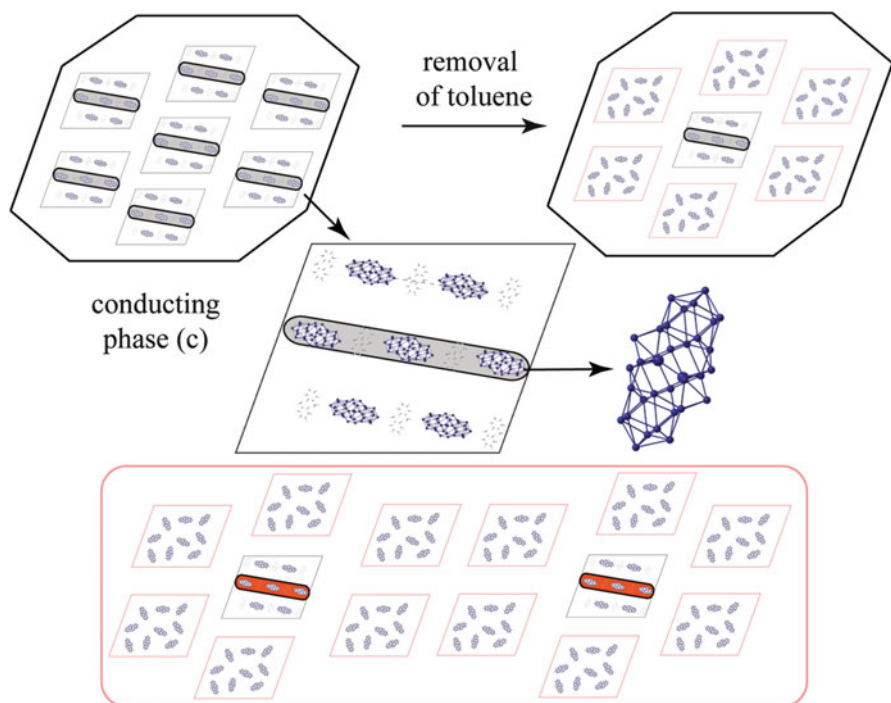 removal
of toluene
conducting
phase (c)